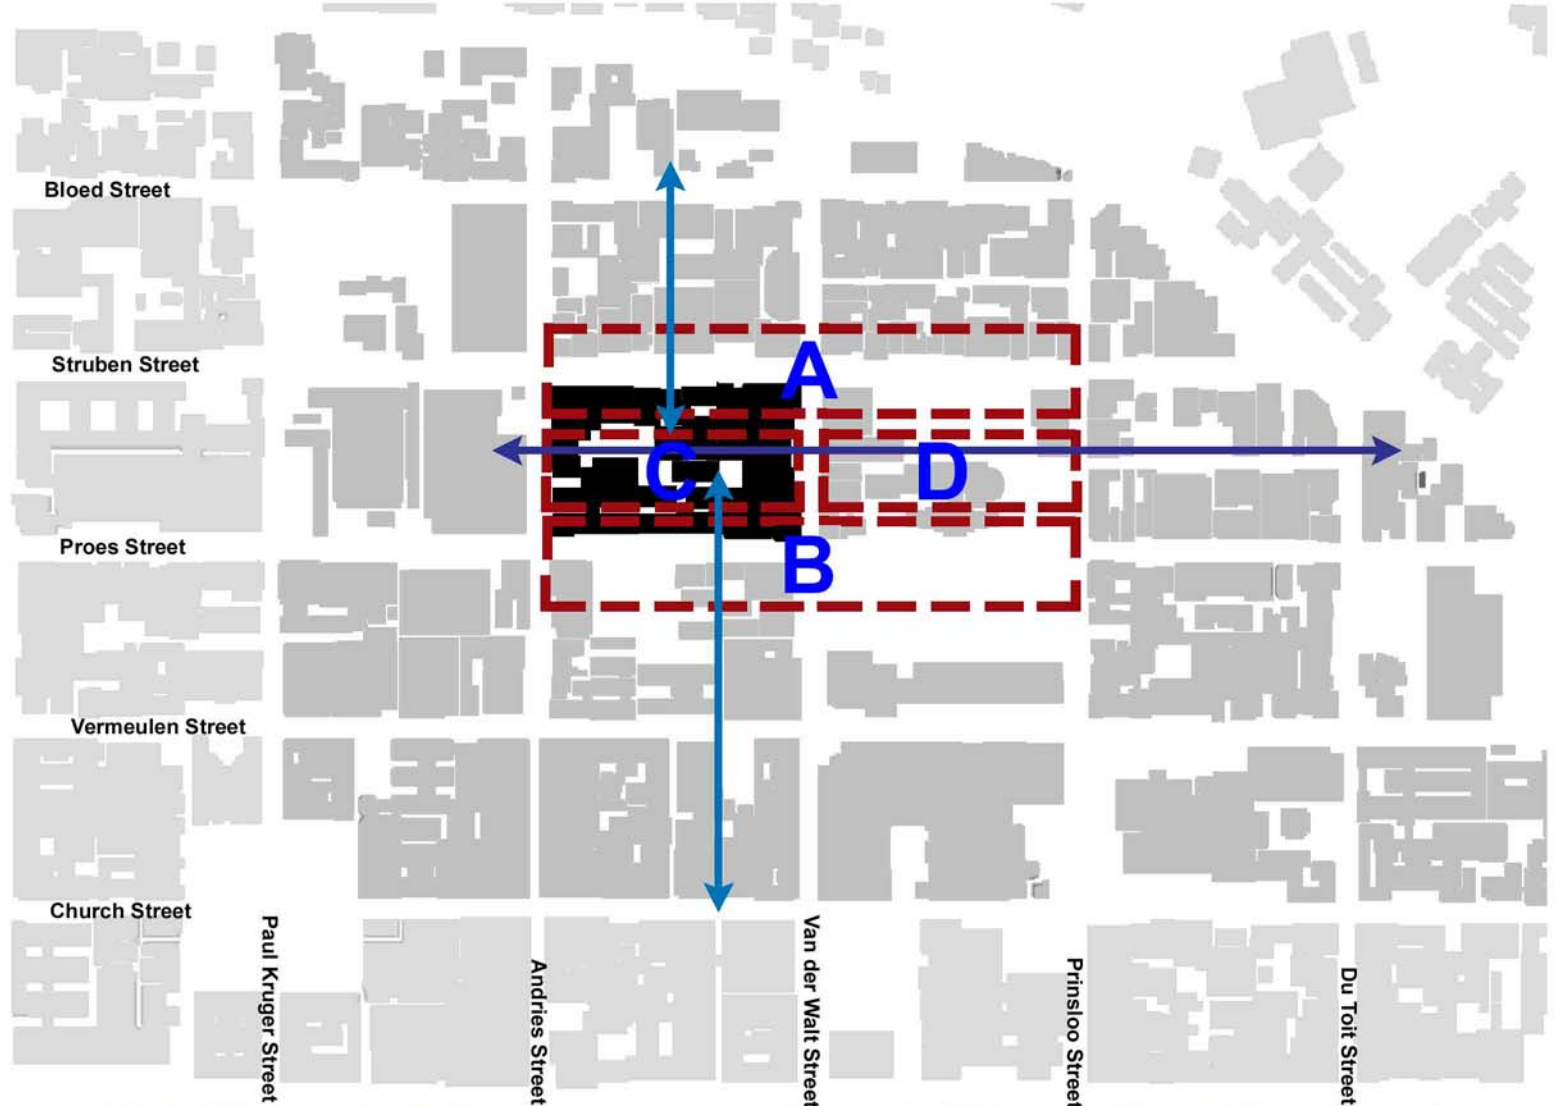 Bloed Street
Struben Street
A
C
D
Proes Street
B
Vermeulen Street
Church Street
Paul Kruger Street
Andries Street
Van der Walt Street
Prinsloo Street
Du Toit Street